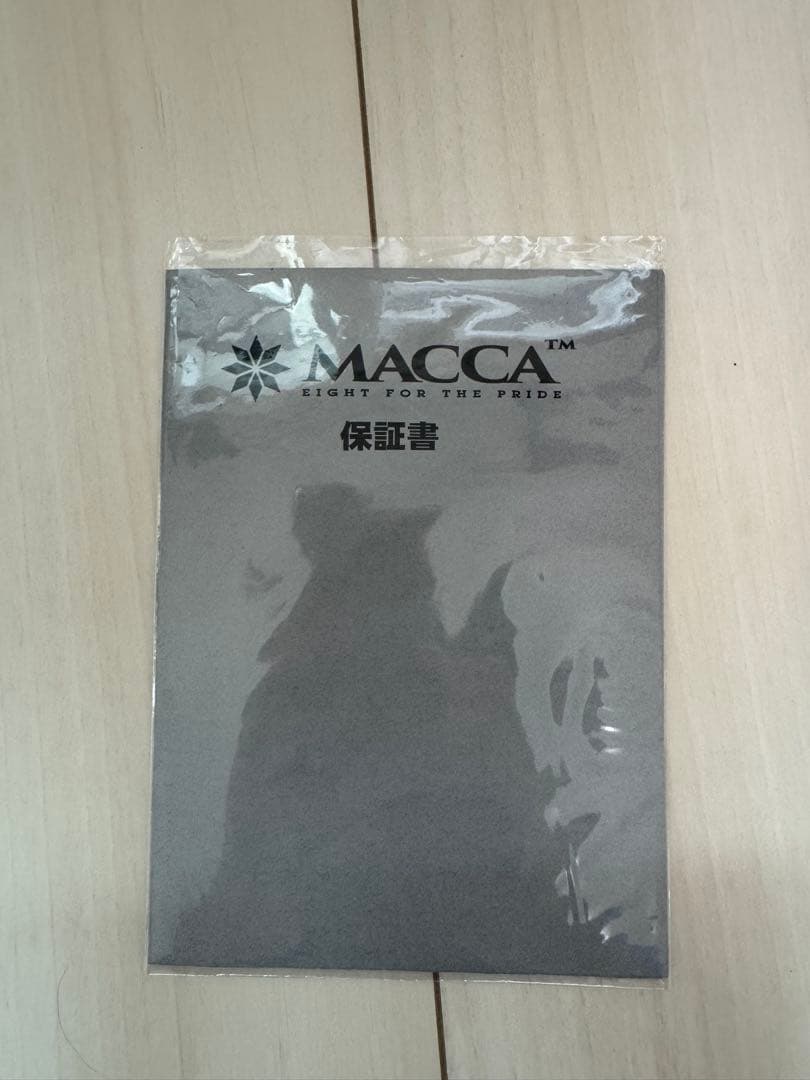 MACCA™
EIGHT FOR THE PRIDE
保証書